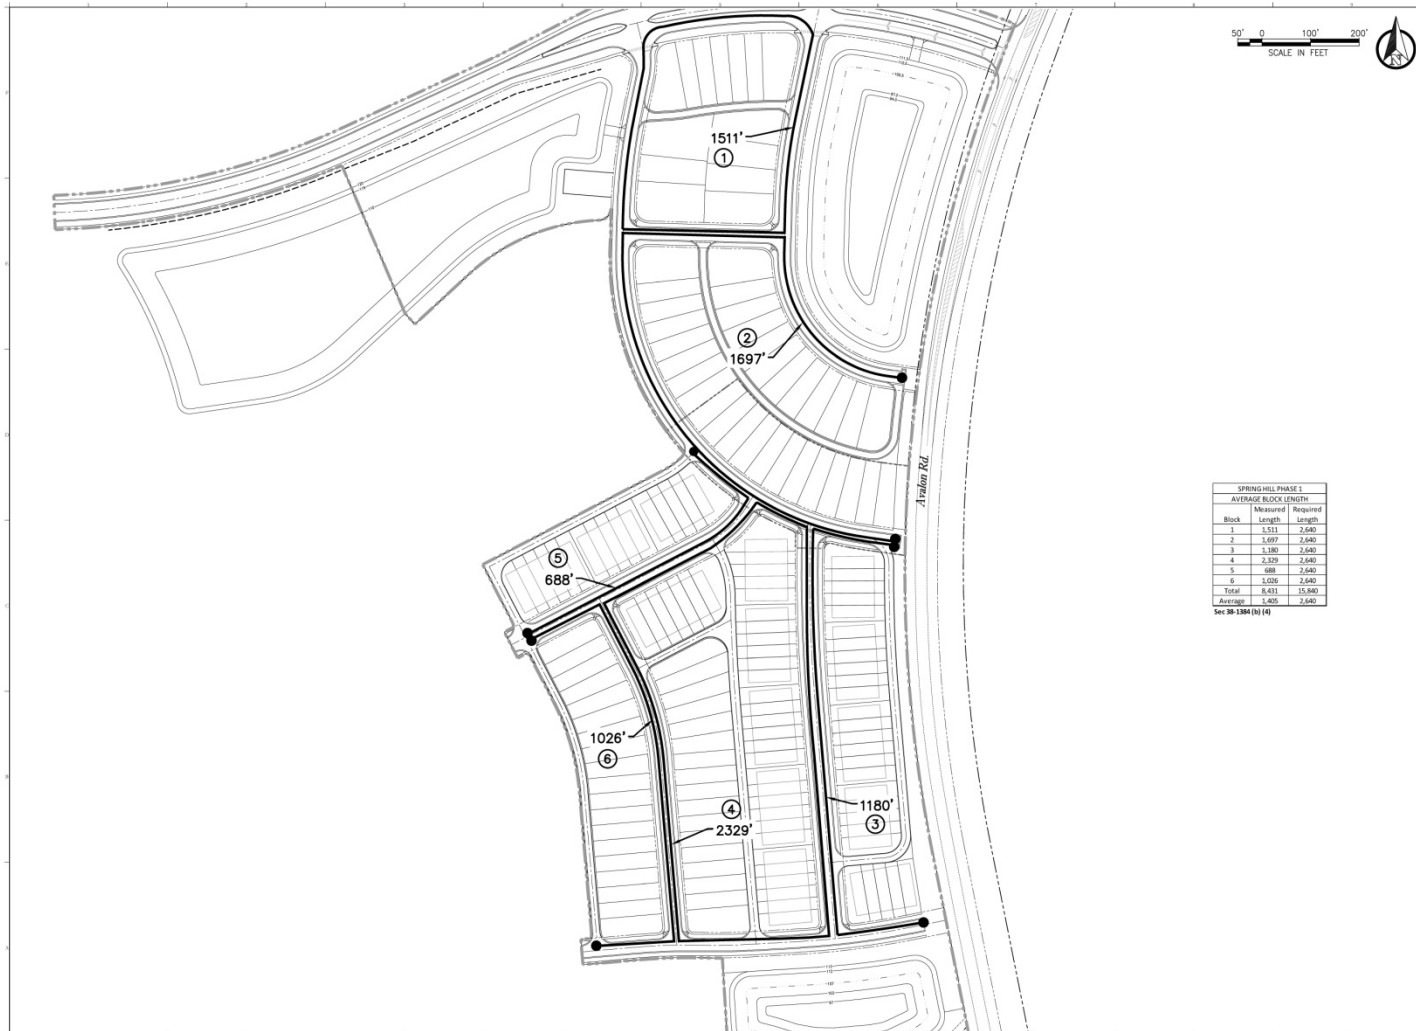 50' 0 100' 200'
SCALE IN FEET
N
1511'
1
2
1697'
Avalon Rd.
5
688'
1026'
6
4
2329'
1180'
3
SPRING HILL PHASE 1
AVERAGE BLOCK LENGTH
Block Measured Length Required Length
1 1,511 2,640
2 1,697 2,640
3 1,180 2,640
4 2,329 2,640
5 688 2,640
6 1,026 2,640
Total 8,431 15,840
Average 1,405 2,640
Sec 38-1384 (b) (4)